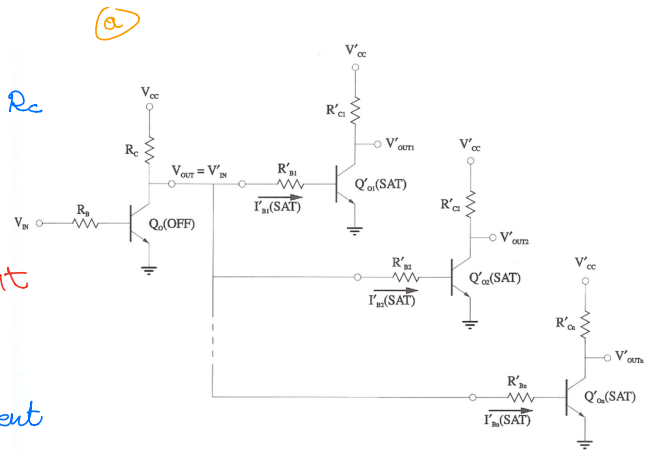 a
V'CC
VCC
Rc
R'C1
V'OUT1
RC
VOUT = V'IN
R'B1
Q'O1(SAT)
I'B1(SAT)
V'CC
R'C2
V'OUT2
RB
VIN
QO(OFF)
R'B2
Q'O2(SAT)
I'B2(SAT)
V'CC
R'Cn
V'OUTn
R'Bn
Q'On(SAT)
I'Bn(SAT)